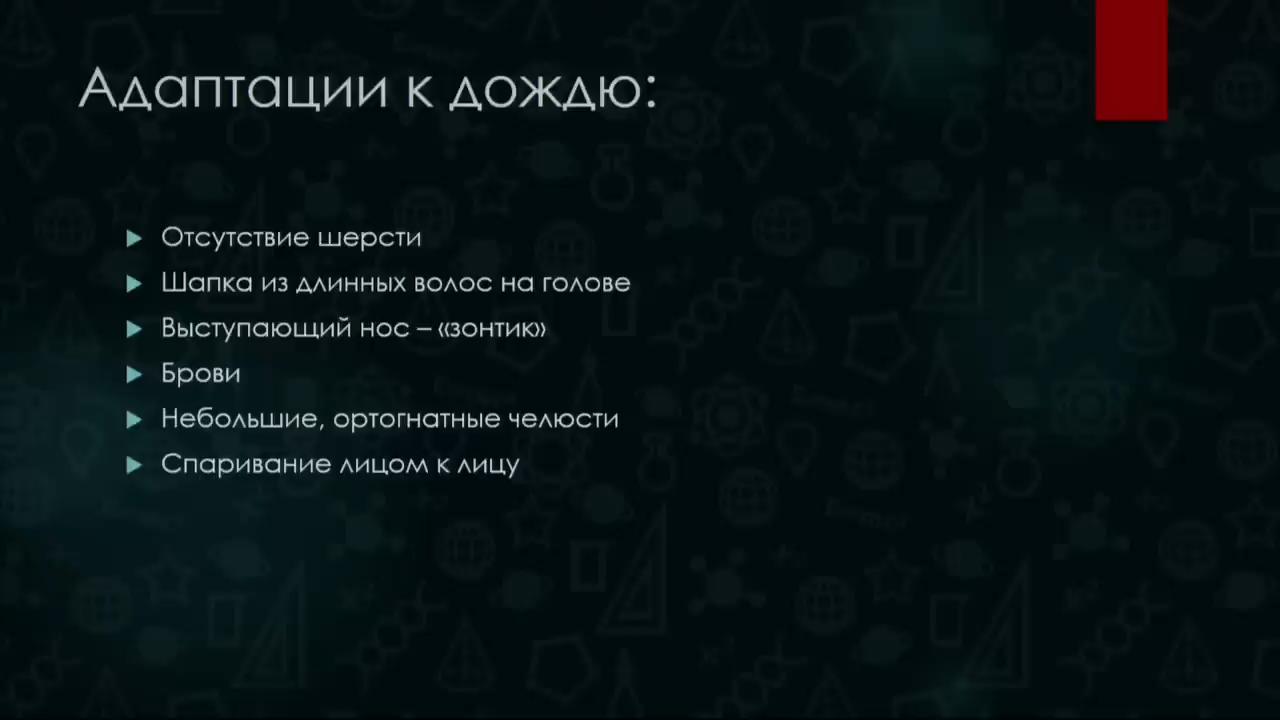 Адаптации к дождю:
Отсутствие шерсти
Шапка из длинных волос на голове
Выступающий нос – «зонтик»
Брови
Небольшие, ортогнатные челюсти
Спаривание лицом к лицу